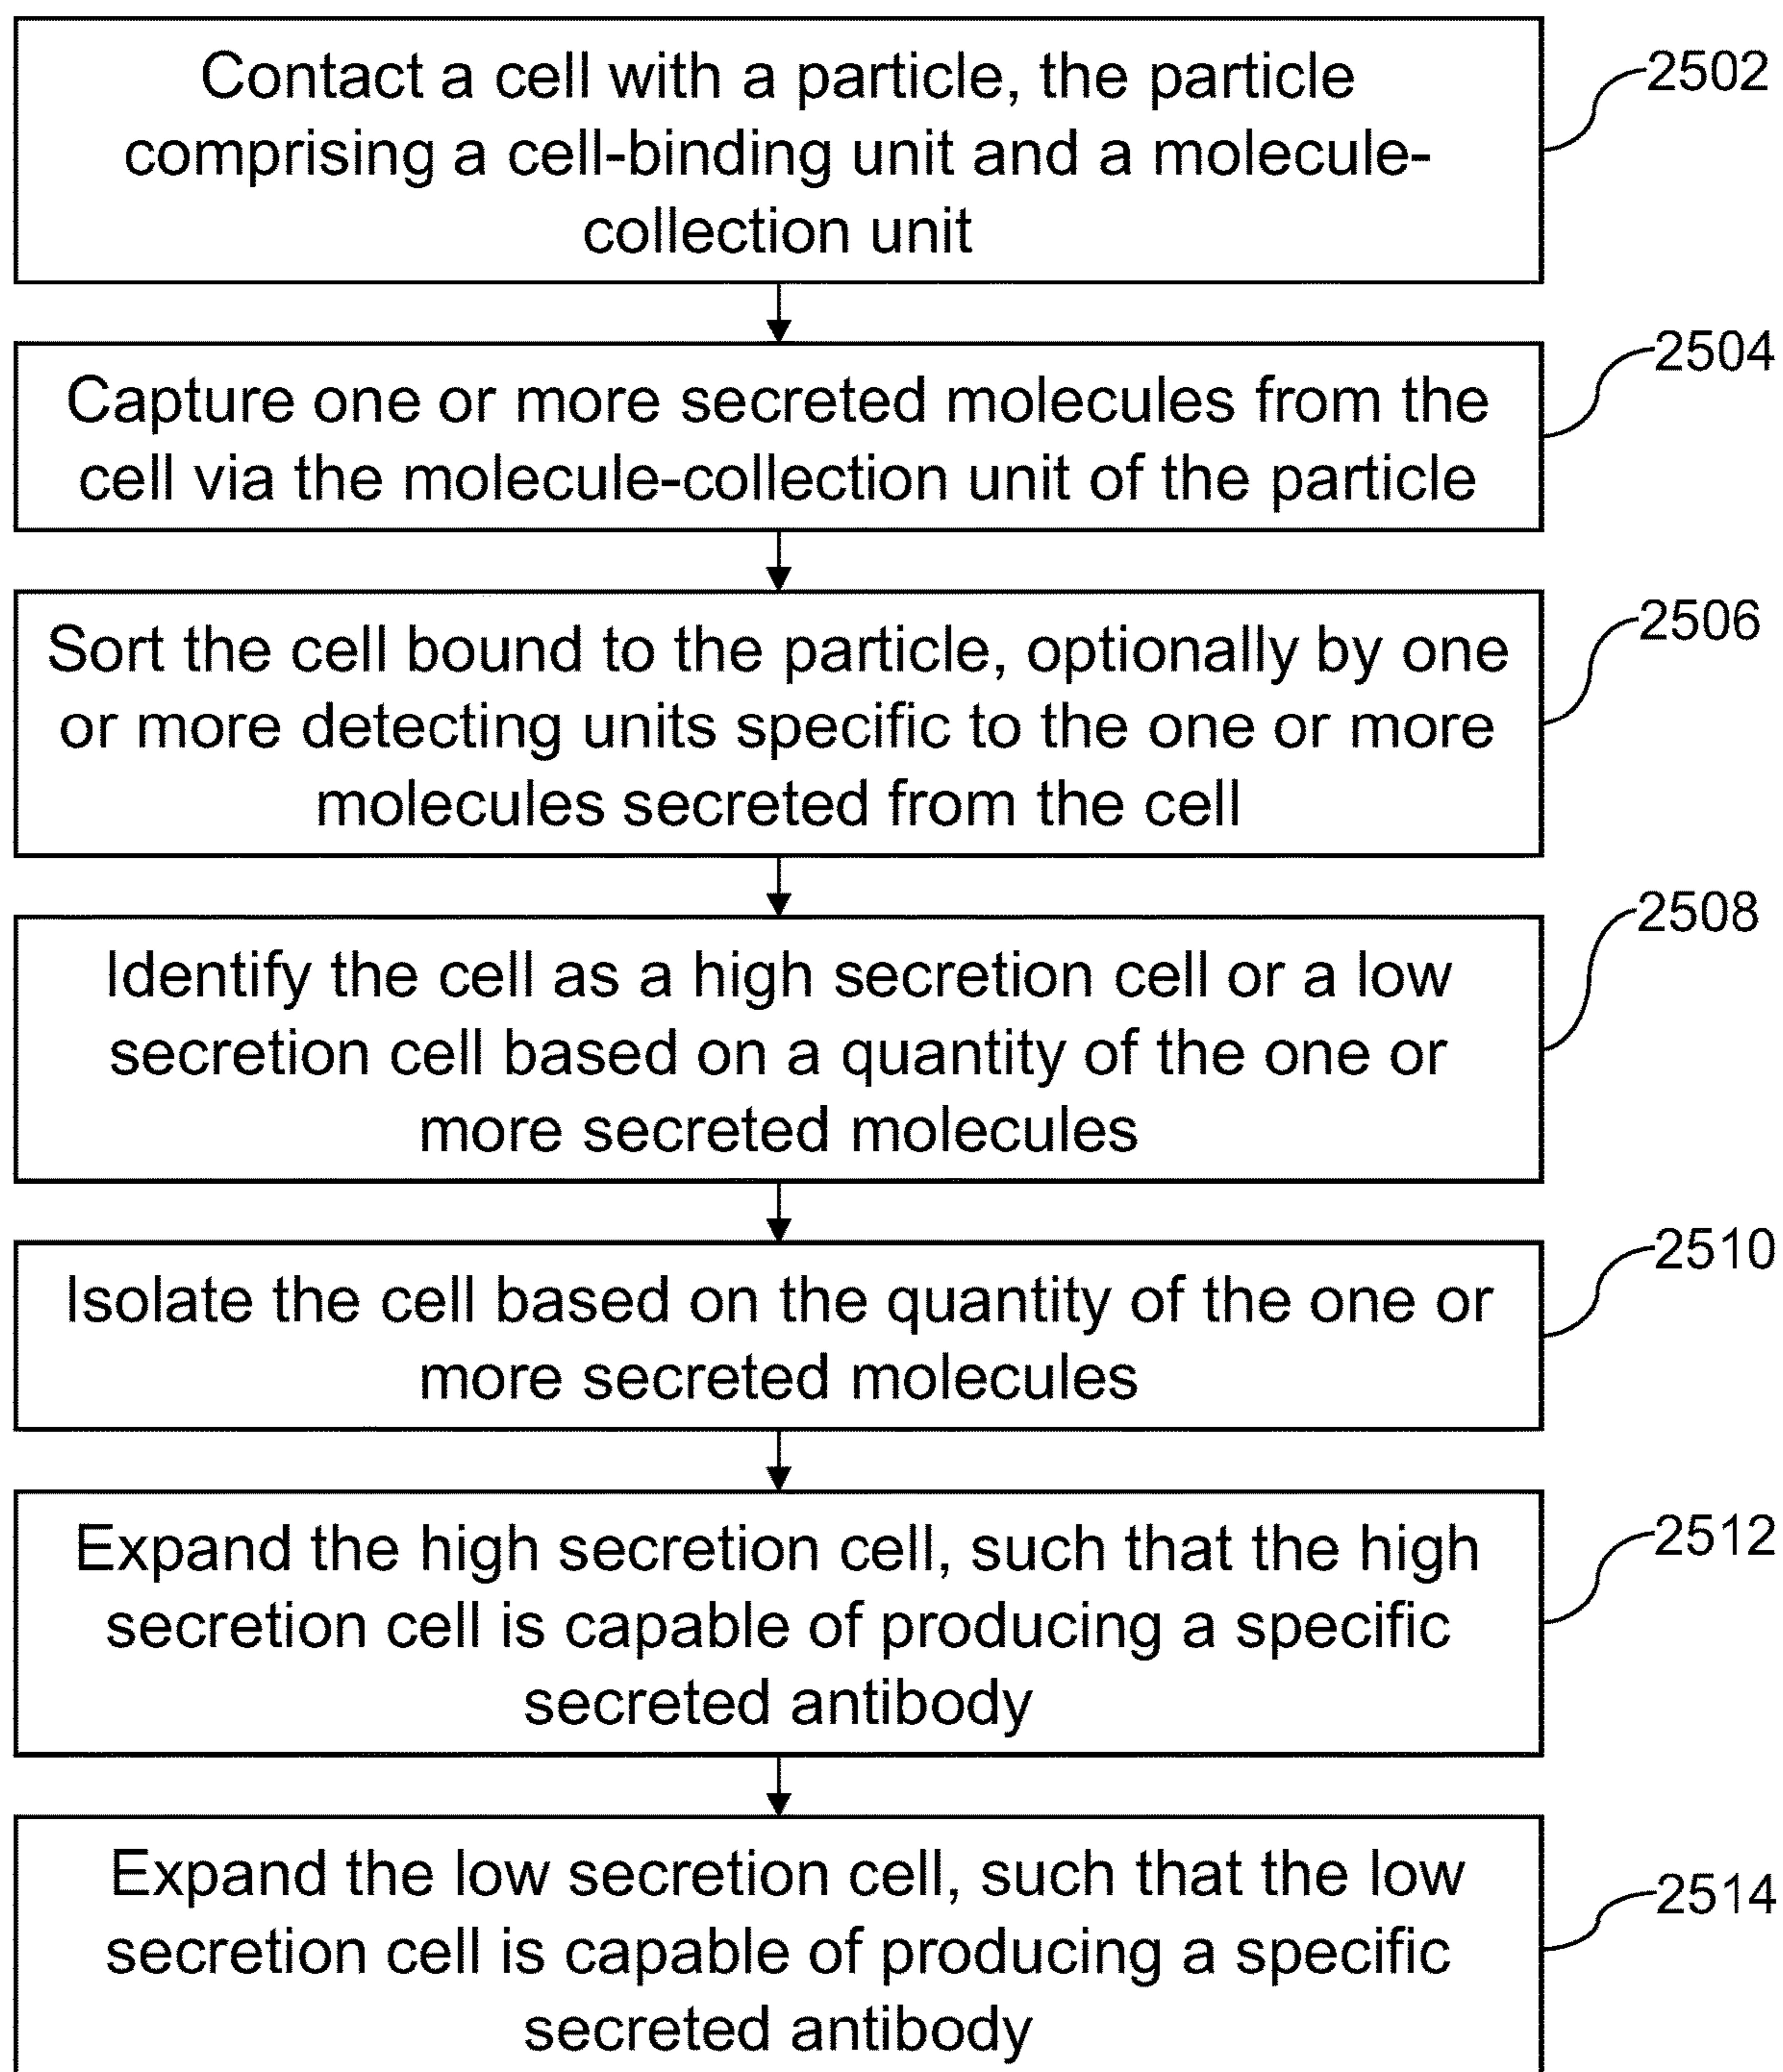 Contact a cell with a particle, the particle
comprising a cell-binding unit and a molecule-
collection unit
2502
Capture one or more secreted molecules from the
cell via the molecule-collection unit of the particle
2504
Sort the cell bound to the particle, optionally by one
or more detecting units specific to the one or more
molecules secreted from the cell
2506
Identify the cell as a high secretion cell or a low
secretion cell based on a quantity of the one or
more secreted molecules
2508
Isolate the cell based on the quantity of the one or
more secreted molecules
2510
Expand the high secretion cell, such that the high
secretion cell is capable of producing a specific
secreted antibody
2512
Expand the low secretion cell, such that the low
secretion cell is capable of producing a specific
secreted antibody
2514